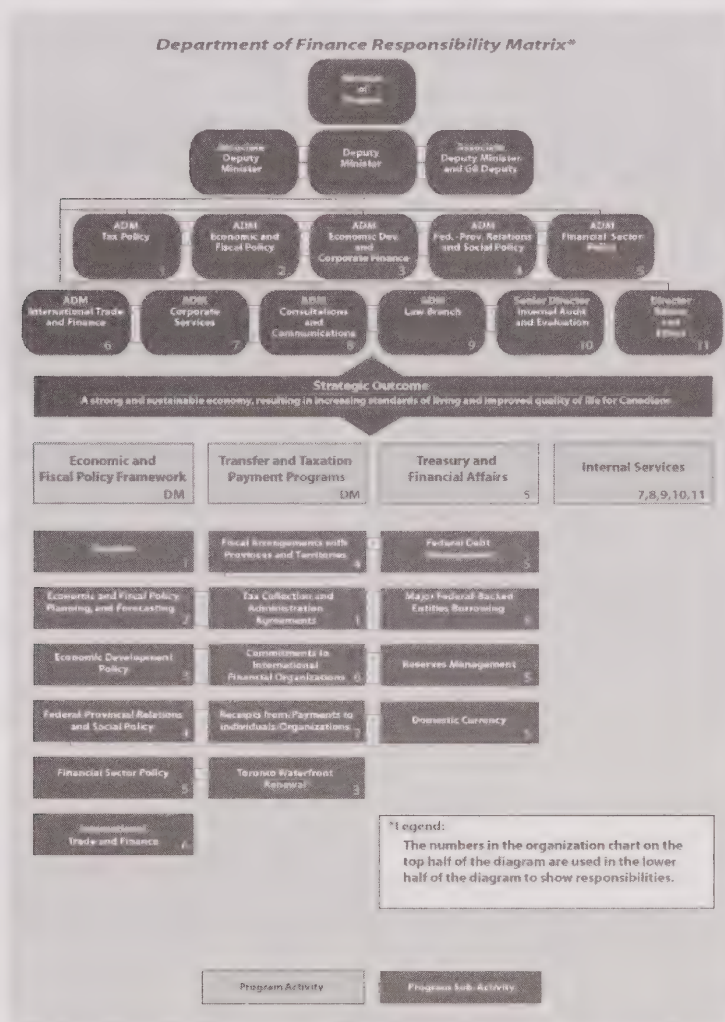 Department of Finance Responsibility Matrix*
of
Deputy
Minister
Deputy
Minister
Deputy Minister
and G8 Deputy
ADM
Tax Policy
1
ADM
Economic and
Fiscal Policy
2
ADM
Economic Dev.
and
Corporate Finance
3
ADM
Fed.-Prov. Relations
and Social Policy
4
ADM
Financial Sector
5
ADM
International Trade
and Finance
6
ADM
Corporate
Services
7
ADM
Consultations
and
Communications
8
ADM
Law Branch
9
Senior Director
Internal Audit
and Evaluation
10
Director
11
Strategic Outcome
A strong and sustainable economy, resulting in increasing standards of living and improved quality of life for Canadians
Economic and
Fiscal Policy Framework
DM
Transfer and Taxation
Payment Programs
DM
Treasury and
Financial Affairs
5
Internal Services
7,8,9,10,11
1
Fiscal Arrangements with
Provinces and Territories
4
Federal Debt
5
Economic and Fiscal Policy
Planning, and Forecasting
2
Tax Collection and
Administration
Agreements
1
Major Federal-Backed
Entities Borrowing
Economic Development
Policy
3
Commitments to
International
Financial Organizations
6
Reserves Management
5
Federal Provincial Relations
and Social Policy
4
Receipts from/Payments to
individuals/Organizations
Domestic Currency
5
Financial Sector Policy
5
Toronto Waterfront
Renewal
3
International
Trade and Finance
6
*Legend:
The numbers in the organization chart on the
top half of the diagram are used in the lower
half of the diagram to show responsibilities.
Program Activity
Program Sub-Activity